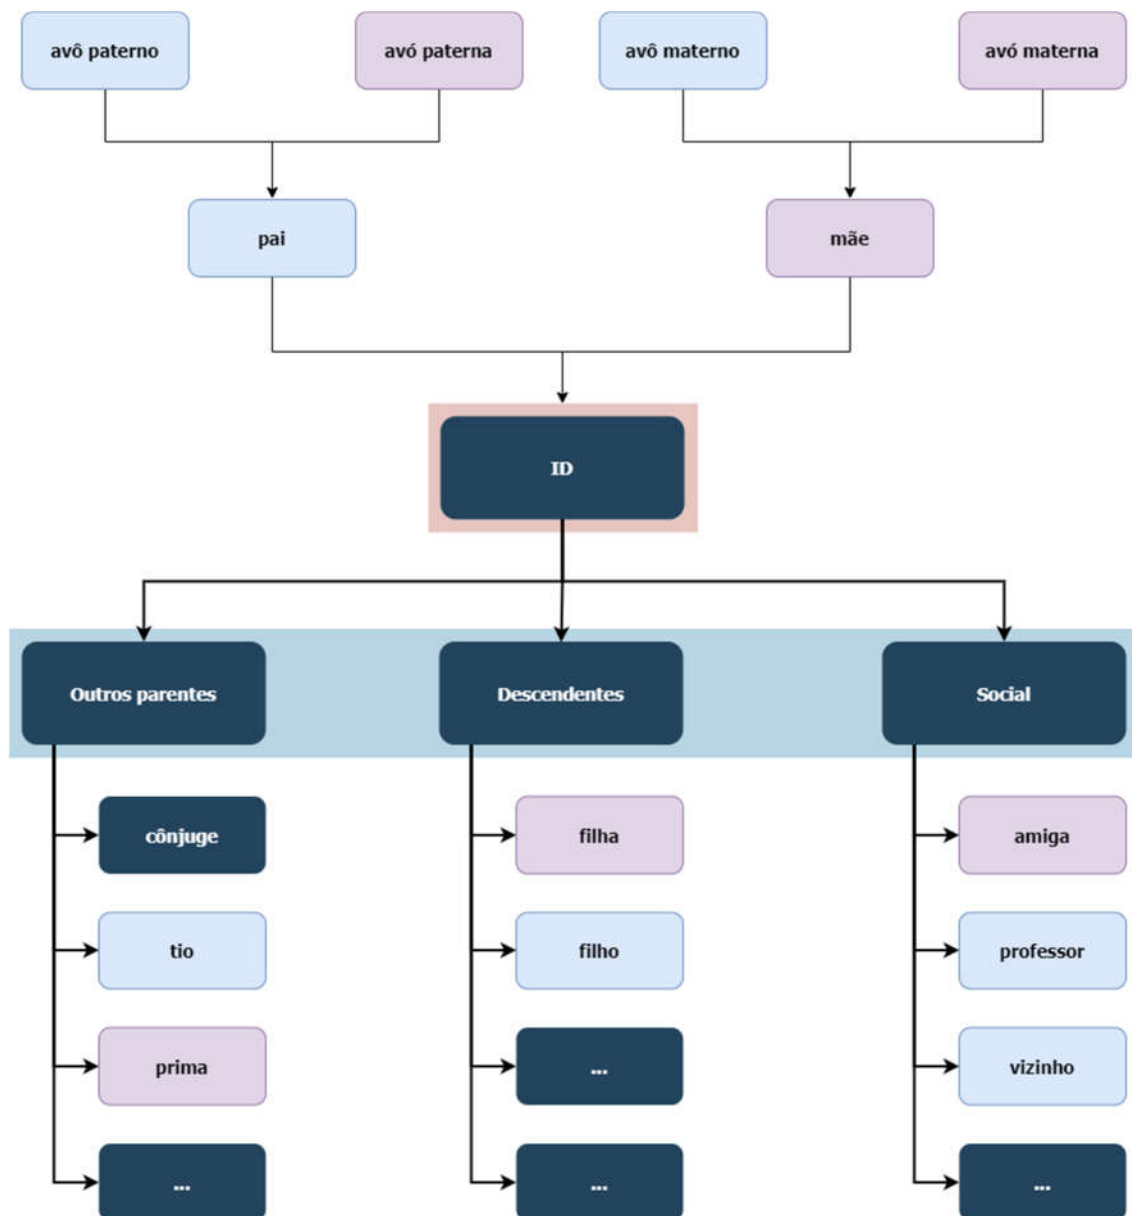 avô paterno
avó paterna
avô materno
avó materna
pai
mãe
ID
Outros parentes
Descendentes
Social
cônjuge
filha
amiga
tio
filho
professor
prima
...
vizinho
...
...
...